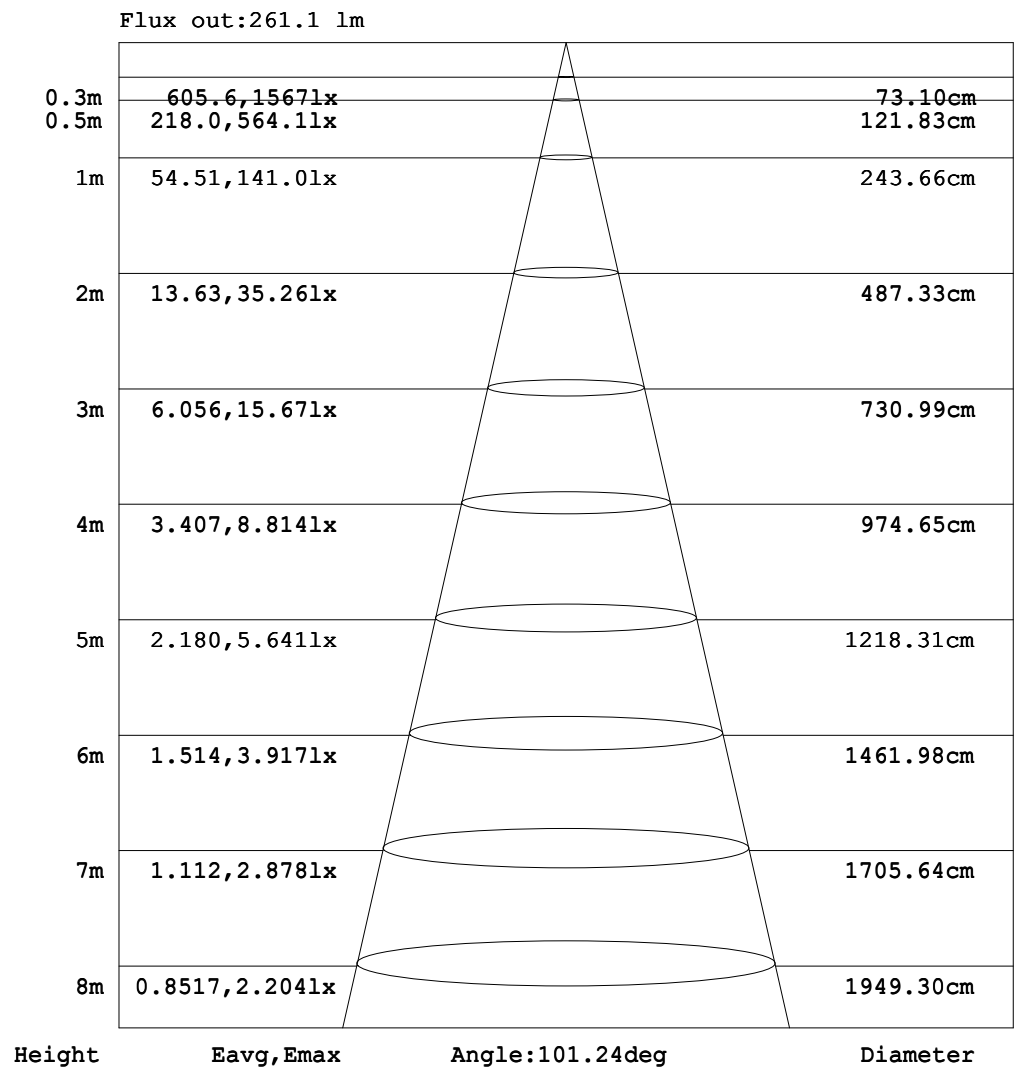 Flux out:261.1 lm
0.3m 605.6,1567lx 73.10cm
0.5m 218.0,564.1lx 121.83cm
1m 54.51,141.0lx 243.66cm
2m 13.63,35.26lx 487.33cm
3m 6.056,15.67lx 730.99cm
4m 3.407,8.814lx 974.65cm
5m 2.180,5.641lx 1218.31cm
6m 1.514,3.917lx 1461.98cm
7m 1.112,2.878lx 1705.64cm
8m 0.8517,2.204lx 1949.30cm
Height Eavg,Emax Angle:101.24deg Diameter